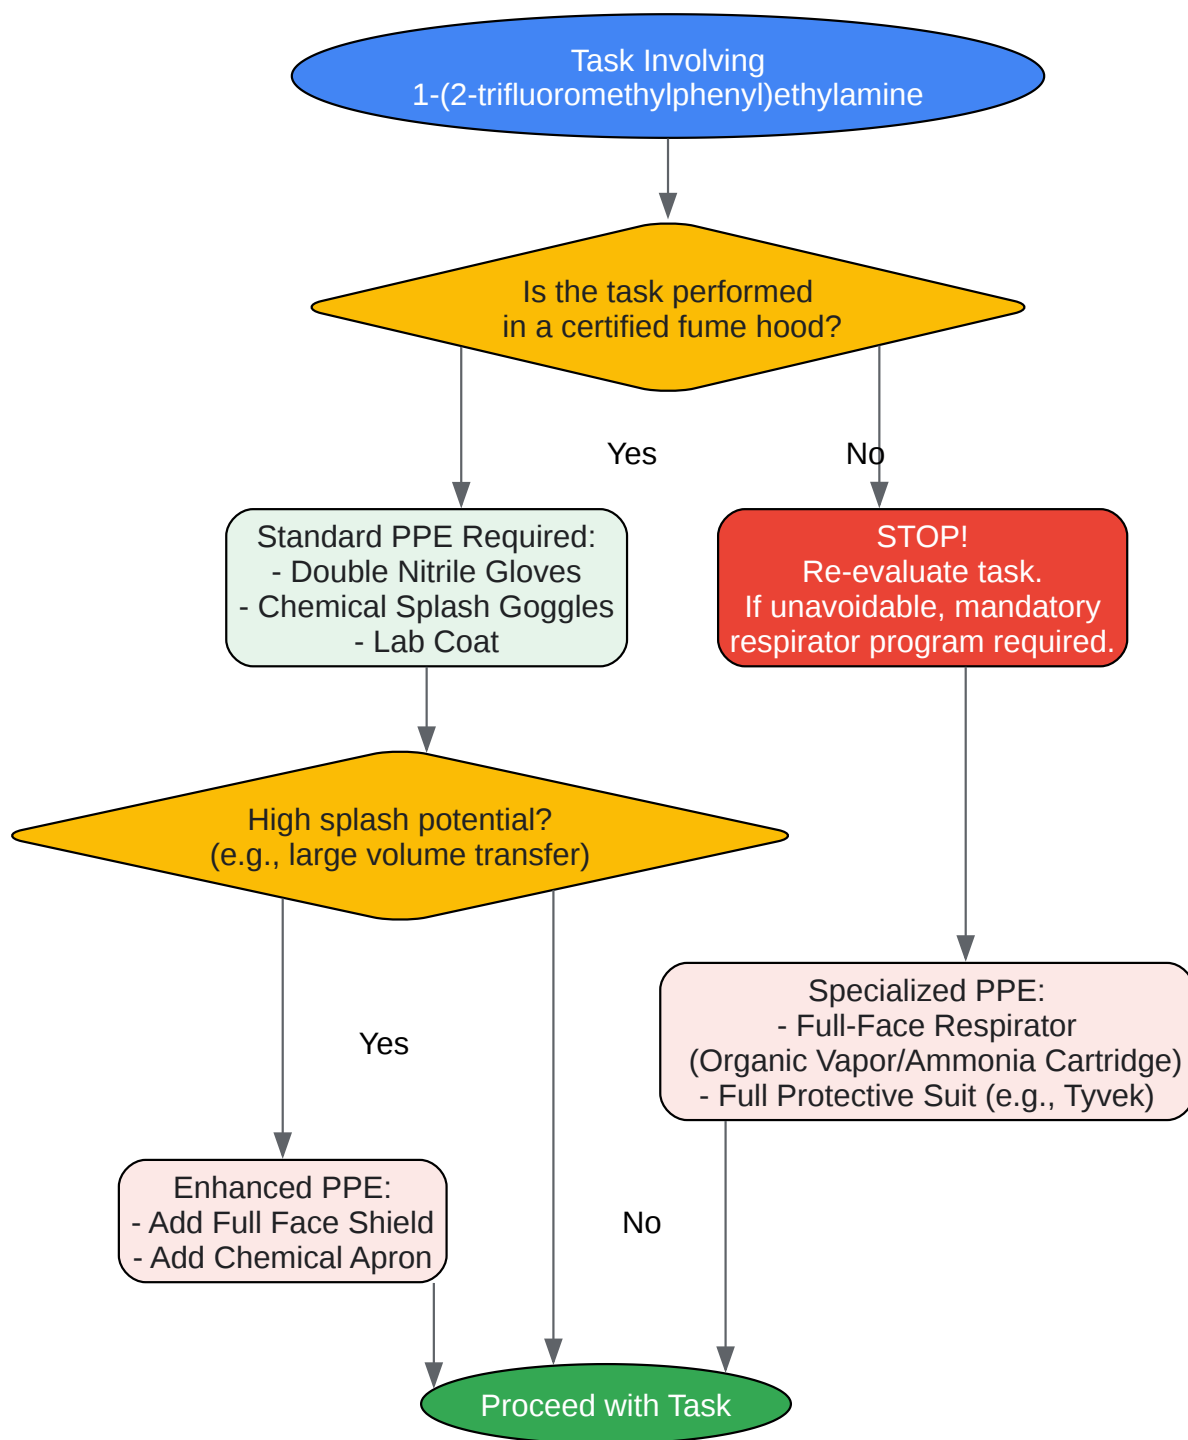 Task Involving
1-(2-trifluoromethylphenyl)ethylamine
Is the task performed
in a certified fume hood?
Yes
No
Standard PPE Required:
- Double Nitrile Gloves
- Chemical Splash Goggles
- Lab Coat
STOP!
Re-evaluate task.
If unavoidable, mandatory
respirator program required.
High splash potential?
(e.g., large volume transfer)
Specialized PPE:
- Full-Face Respirator
(Organic Vapor/Ammonia Cartridge)
- Full Protective Suit (e.g., Tyvek)
Yes
Enhanced PPE:
- Add Full Face Shield
- Add Chemical Apron
No
Proceed with Task